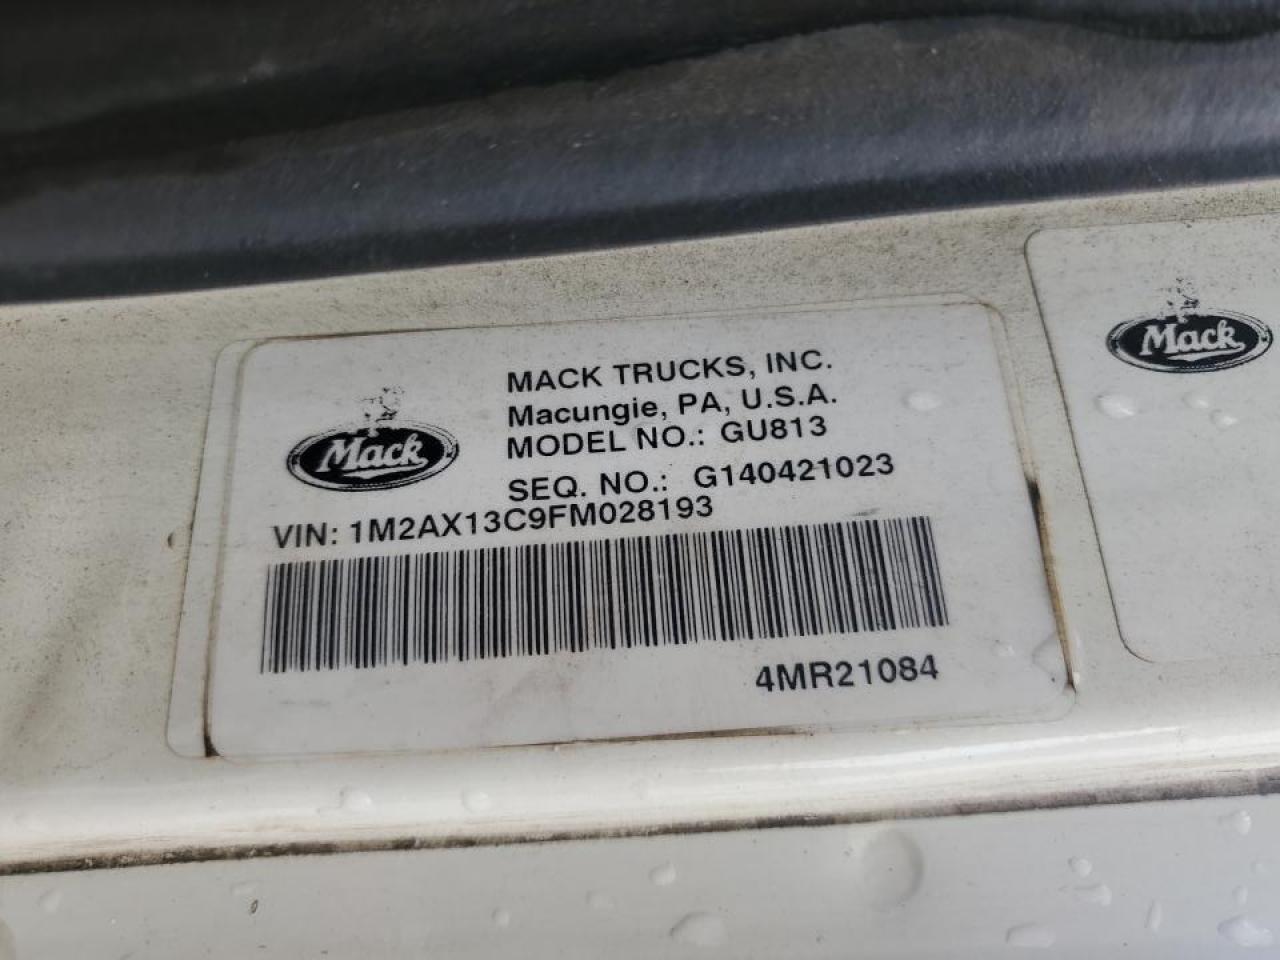 MACK TRUCKS, INC.
Macungie, PA, U.S.A.
MODEL NO.: GU813
SEQ. NO.: G140421023
Mack
VIN: 1M2AX13C9FM028193
4MR21084
Mack